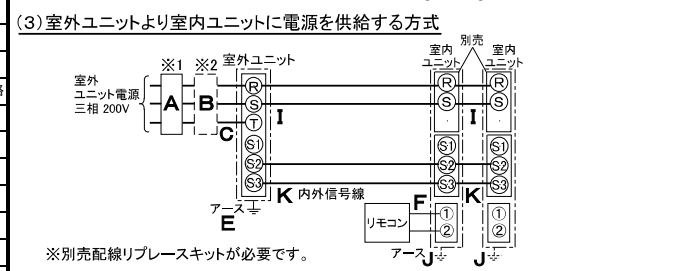 (3)室外ユニットより室内ユニットに電源を供給する方式
別売
※1 ※2 室外ユニット 室内ユニット 室内ユニット
室外
ユニット電源
三相 200V
A B C
R R R
S S S
T
I I
S1 S1 S1
S2 S2 S2
S3 S3 S3
K 内外信号線 K
アース
E
F
リモコン ① ①
② ②
アース J J
※別売配線リプレースキットが必要です。